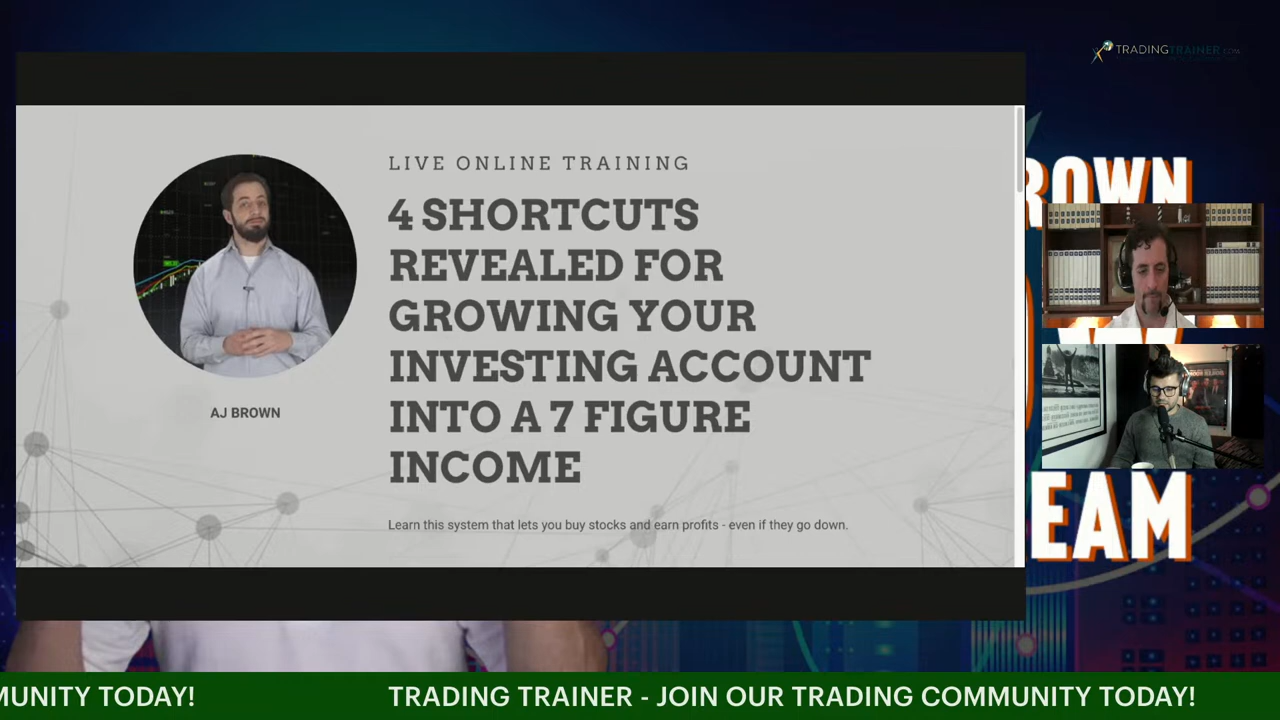 TRADINGTRAINER.COM
LIVE ONLINE TRAINING
4 SHORTCUTS
REVEALED FOR
GROWING YOUR
INVESTING ACCOUNT
INTO A 7 FIGURE
INCOME
AJ BROWN
Learn this system that lets you buy stocks and earn profits - even if they go down.
ROWN
EAM
MUNITY TODAY!
TRADING TRAINER - JOIN OUR TRADING COMMUNITY TODAY!